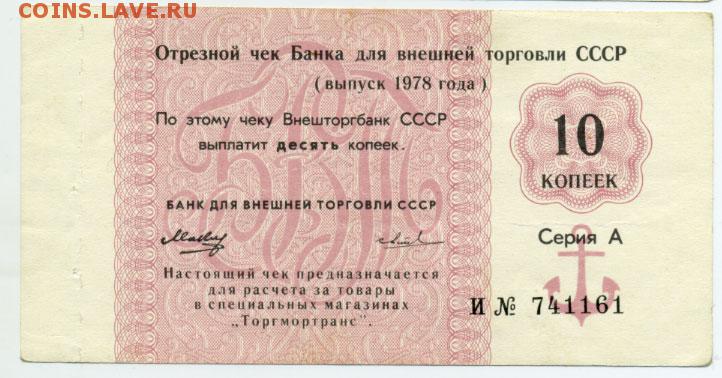 COINS.LAVE.RU
Отрезной чек Банка для внешней торговли СССР
(выпуск 1978 года)
По этому чеку Внешторгбанк СССР
выплатит десять копеек.
БАНК ДЛЯ ВНЕШНЕЙ ТОРГОВЛИ СССР
Настоящий чек предназначается
для расчета за товары
в специальных магазинах
„Торгмортранс".
10
КОПЕЕК
Серия А
И № 741161